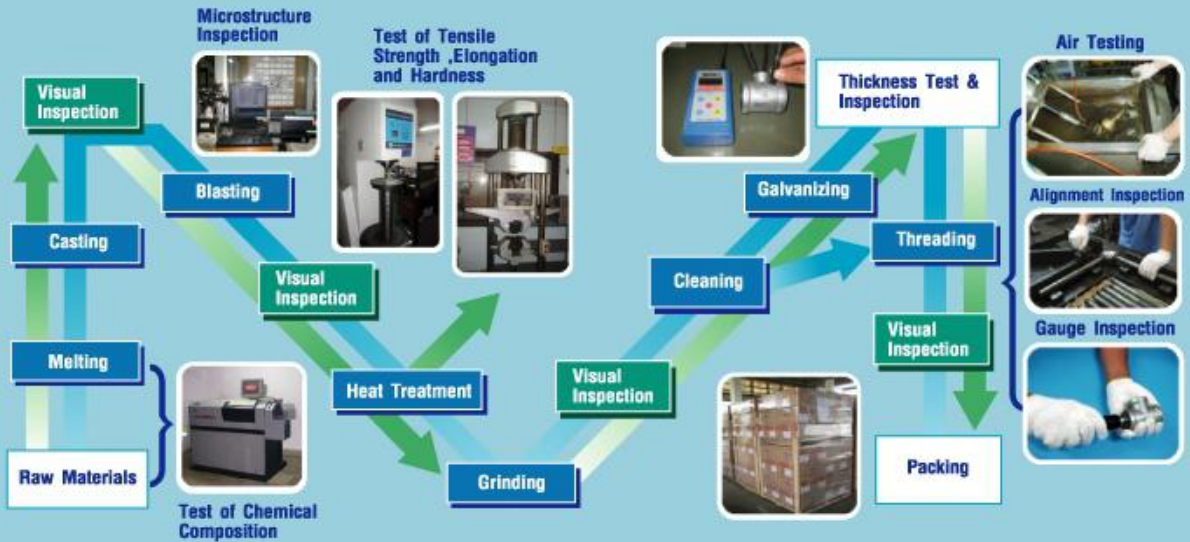 Microstructure
Inspection
Test of Tensile
Strength ,Elongation
and Hardness
Air Testing
Visual
Inspection
Thickness Test &
Inspection
Blasting
Galvanizing
Alignment Inspection
Casting
Visual
Inspection
Cleaning
Threading
Gauge Inspection
Melting
Heat Treatment
Visual
Inspection
Visual
Inspection
Raw Materials
Grinding
Packing
Test of Chemical
Composition